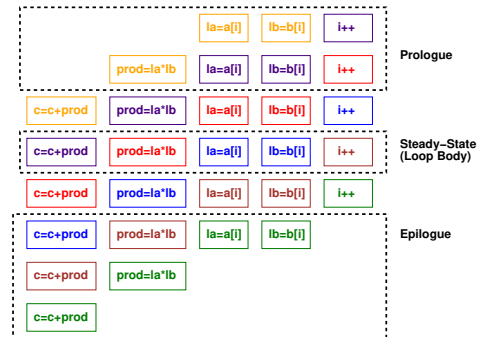 la=a[i] lb=b[i] i++
prod=la*lb la=a[i] lb=b[i] i++
Prologue
c=c+prod prod=la*lb la=a[i] lb=b[i] i++
c=c+prod prod=la*lb la=a[i] lb=b[i] i++
Steady–State
(Loop Body)
c=c+prod prod=la*lb la=a[i] lb=b[i] i++
c=c+prod prod=la*lb la=a[i] lb=b[i]
Epilogue
c=c+prod prod=la*lb
c=c+prod